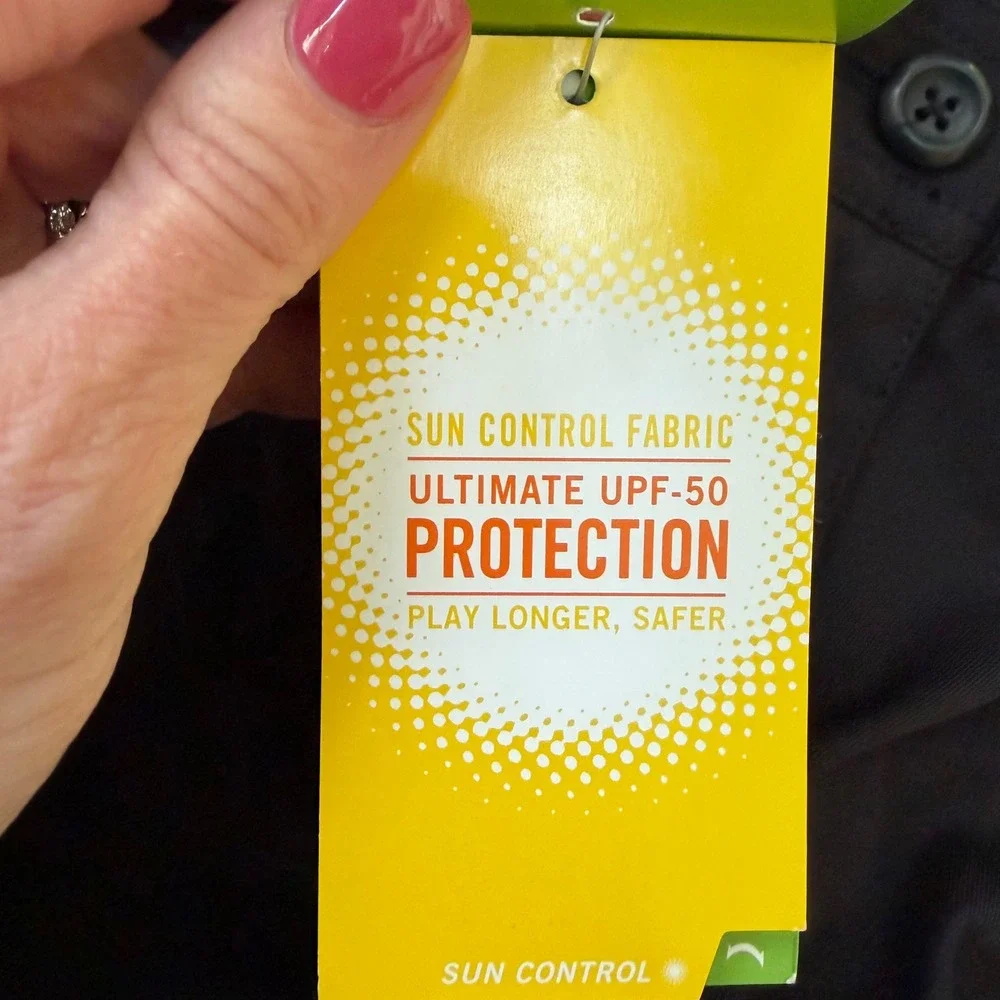 SUN CONTROL FABRIC
ULTIMATE UPF-50
PROTECTION
PLAY LONGER, SAFER
SUN CONTROL